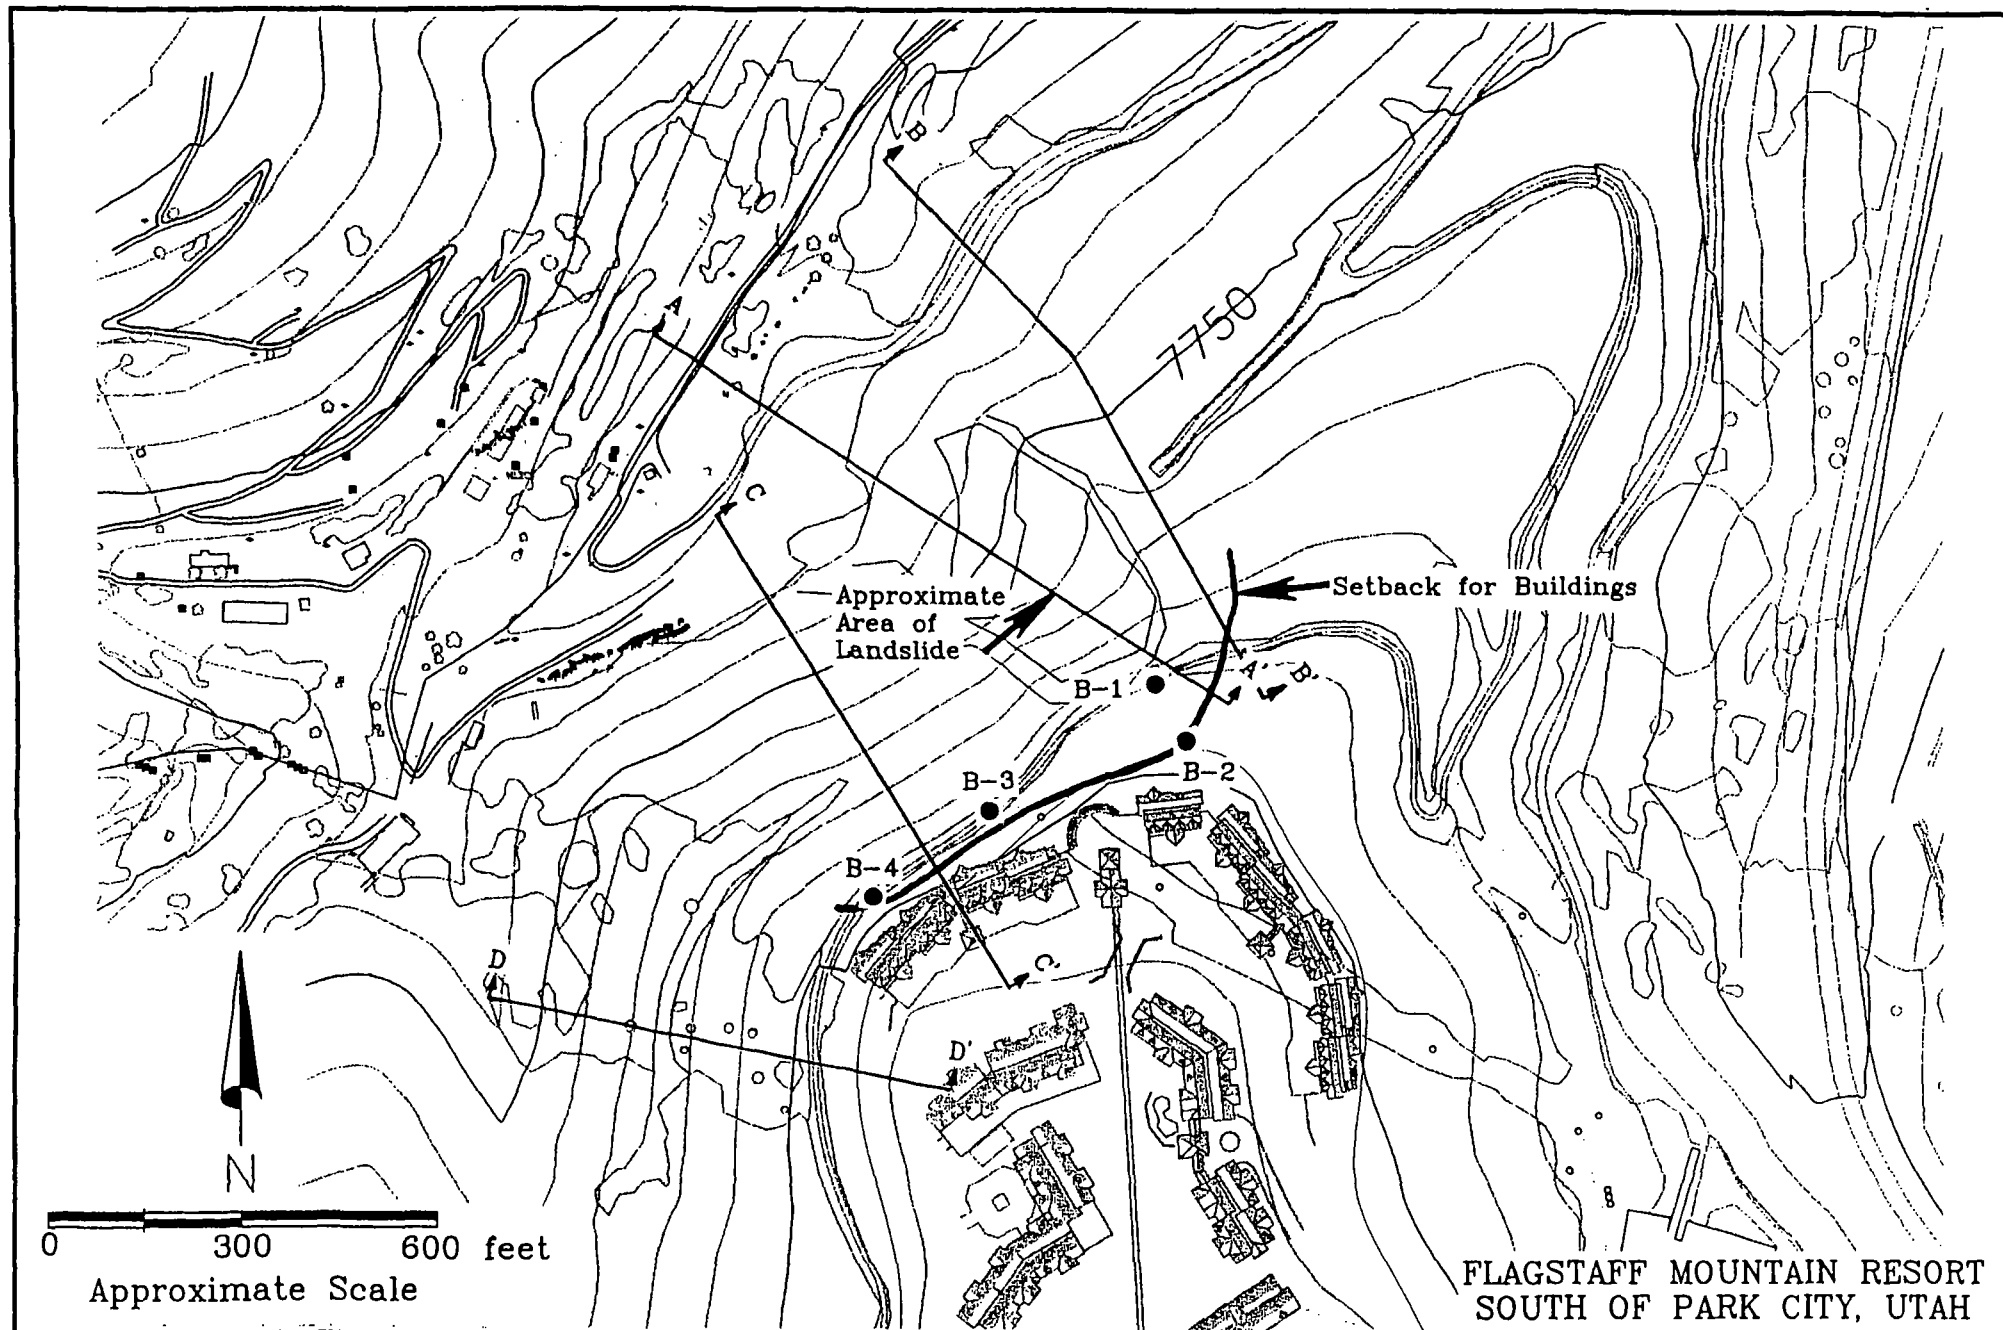 B
A
7750
C
Approximate
Area of
Landslide
Setback for Buildings
B-1
A'
B'
B-2
B-3
B-4
D
C'
D'
N
0 300 600 feet
Approximate Scale
FLAGSTAFF MOUNTAIN RESORT
SOUTH OF PARK CITY, UTAH